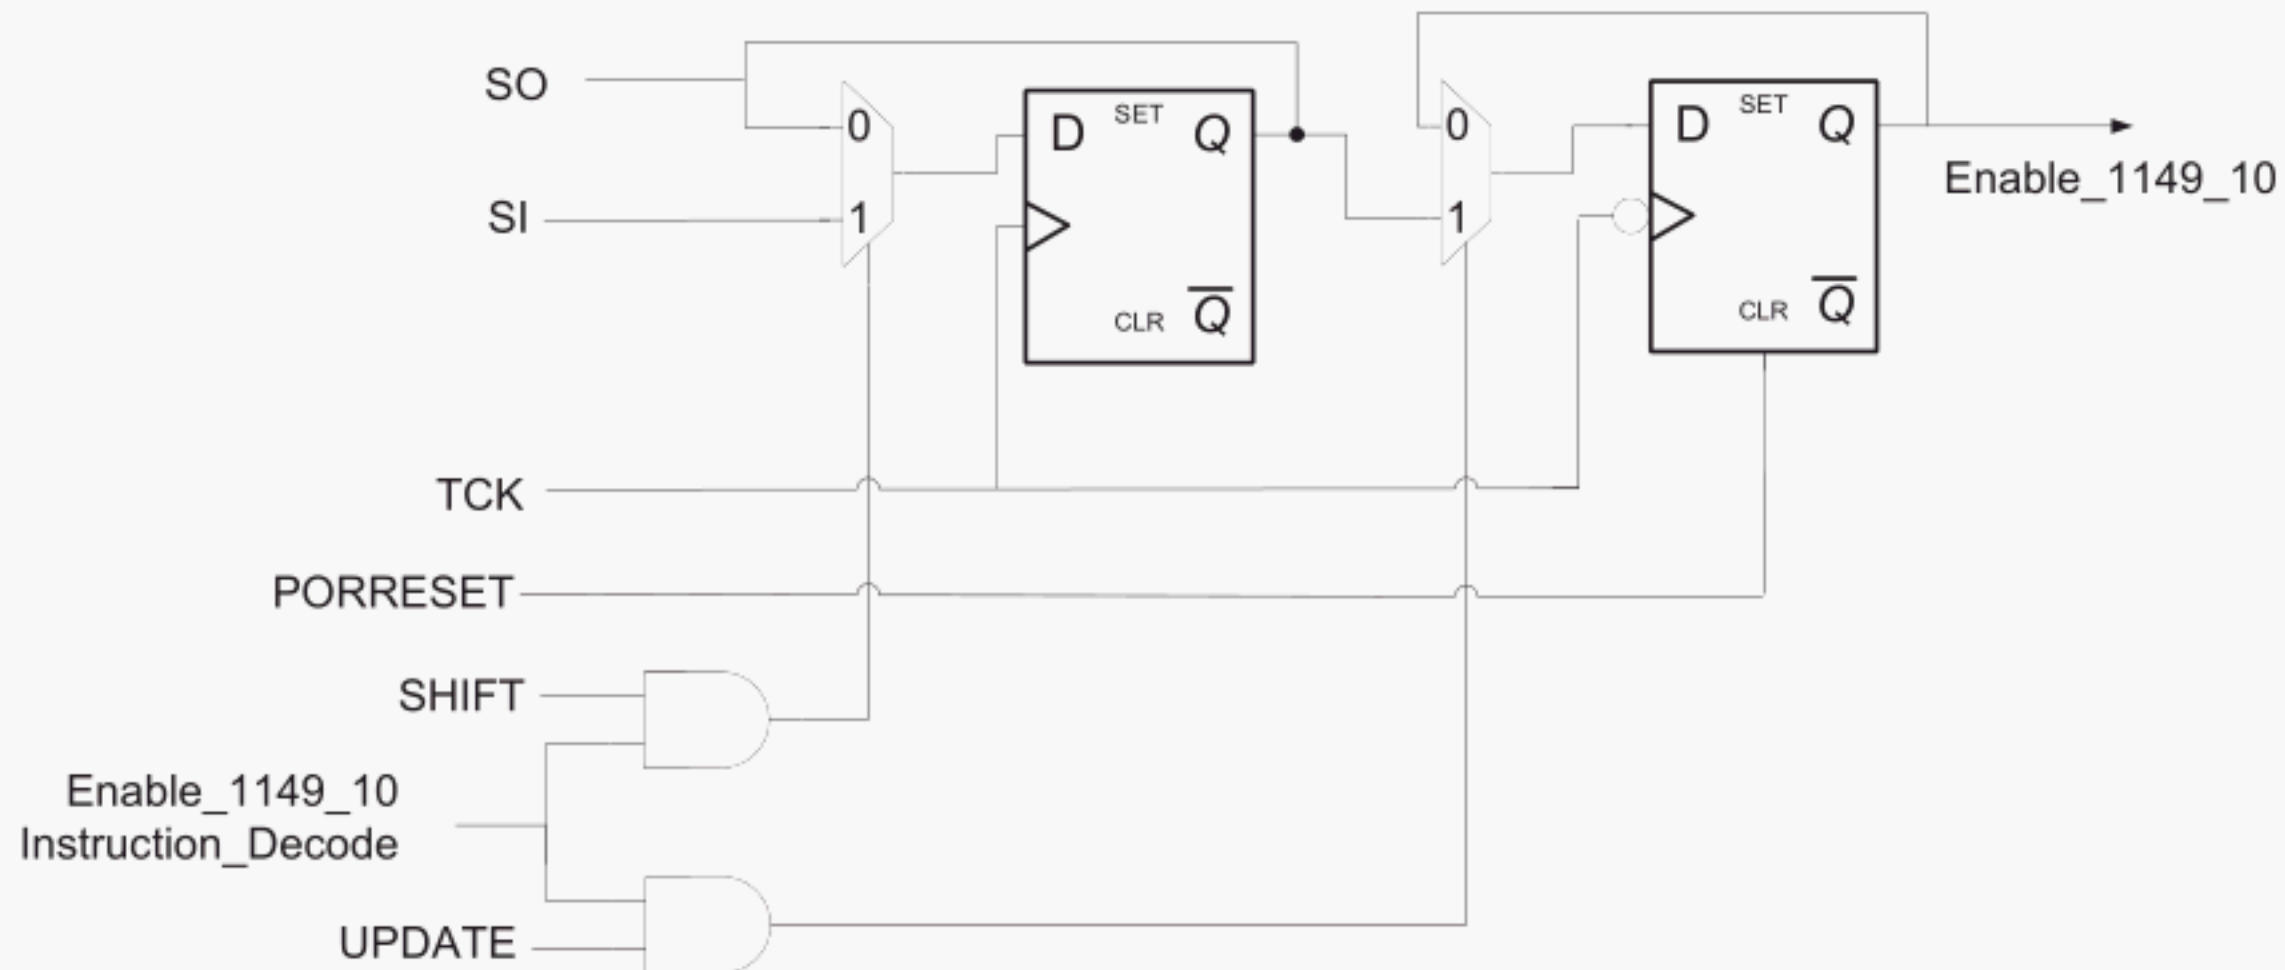 SO
SI
0
1
D
SET
Q
CLR
Q
0
1
D
SET
Q
CLR
Q
Enable_1149_10
TCK
PORRESET
SHIFT
Enable_1149_10
Instruction_Decode
UPDATE